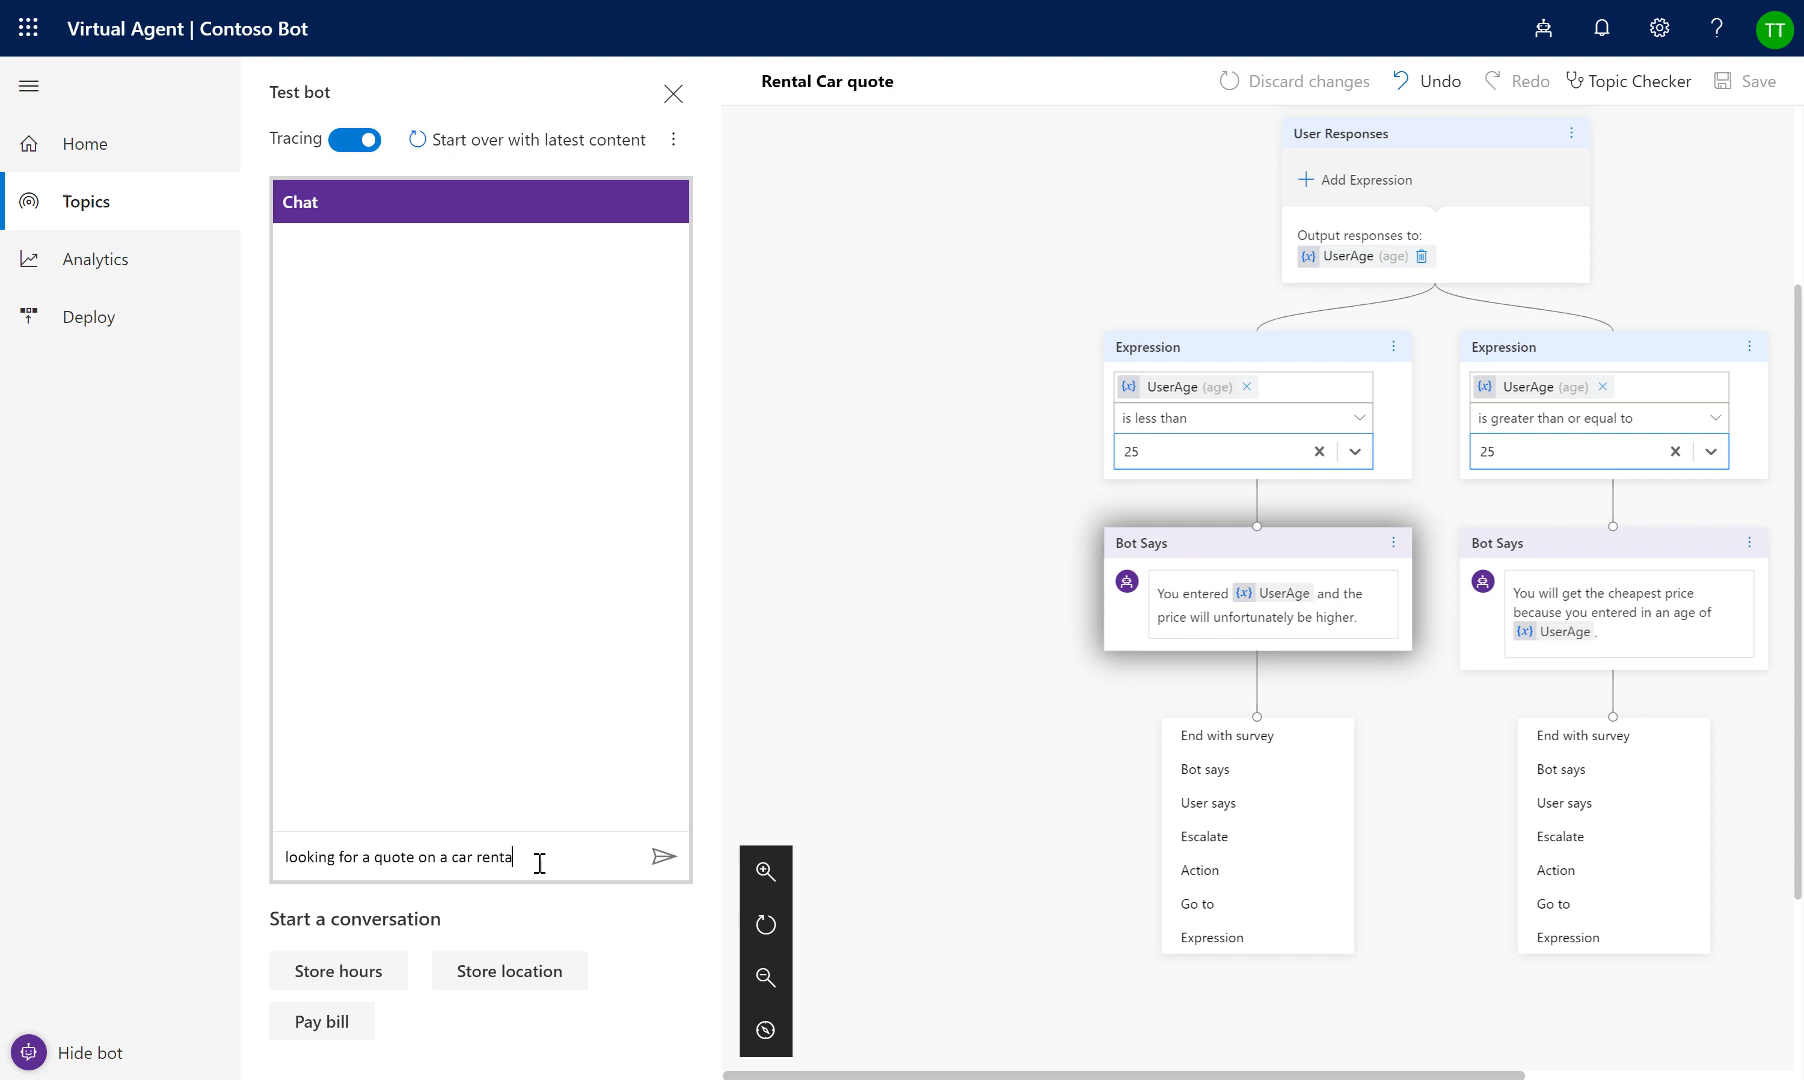 Virtual Agent | Contoso Bot
?
TT
Home
Topics
Analytics
Deploy
Hide bot
Test bot
Tracing
Start over with latest content
Chat
looking for a quote on a car renta
Start a conversation
Store hours
Store location
Pay bill
Rental Car quote
Discard changes
Undo
Redo
Topic Checker
Save
User Responses
Add Expression
Output responses to:
{x} UserAge (age)
Expression
{x} UserAge (age)
is less than
25
Bot Says
You entered {x} UserAge and the
price will unfortunately be higher.
End with survey
Bot says
User says
Escalate
Action
Go to
Expression
Expression
{x} UserAge (age)
is greater than or equal to
25
Bot Says
You will get the cheapest price
because you entered in an age of
{x} UserAge .
End with survey
Bot says
User says
Escalate
Action
Go to
Expression